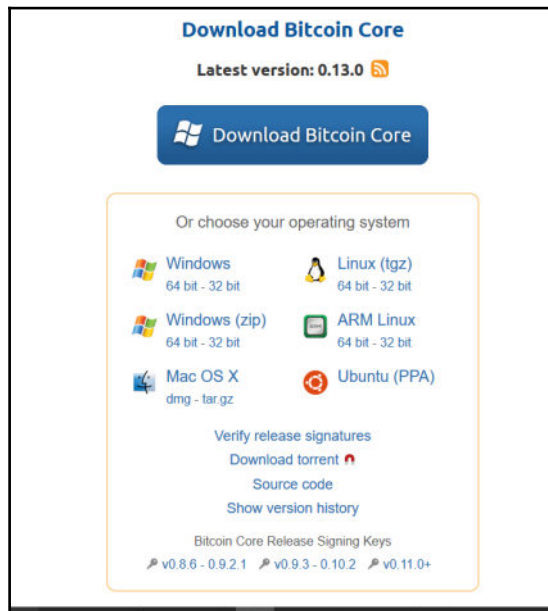 Download Bitcoin Core
Latest version: 0.13.0
Download Bitcoin Core
Or choose your operating system
Windows
64 bit - 32 bit
Linux (tgz)
64 bit - 32 bit
Windows (zip)
64 bit - 32 bit
ARM Linux
64 bit - 32 bit
Mac OS X
dmg - tar.gz
Ubuntu (PPA)
Verify release signatures
Download torrent
Source code
Show version history
Bitcoin Core Release Signing Keys
v0.8.6 - 0.9.2.1 v0.9.3 - 0.10.2 v0.11.0+